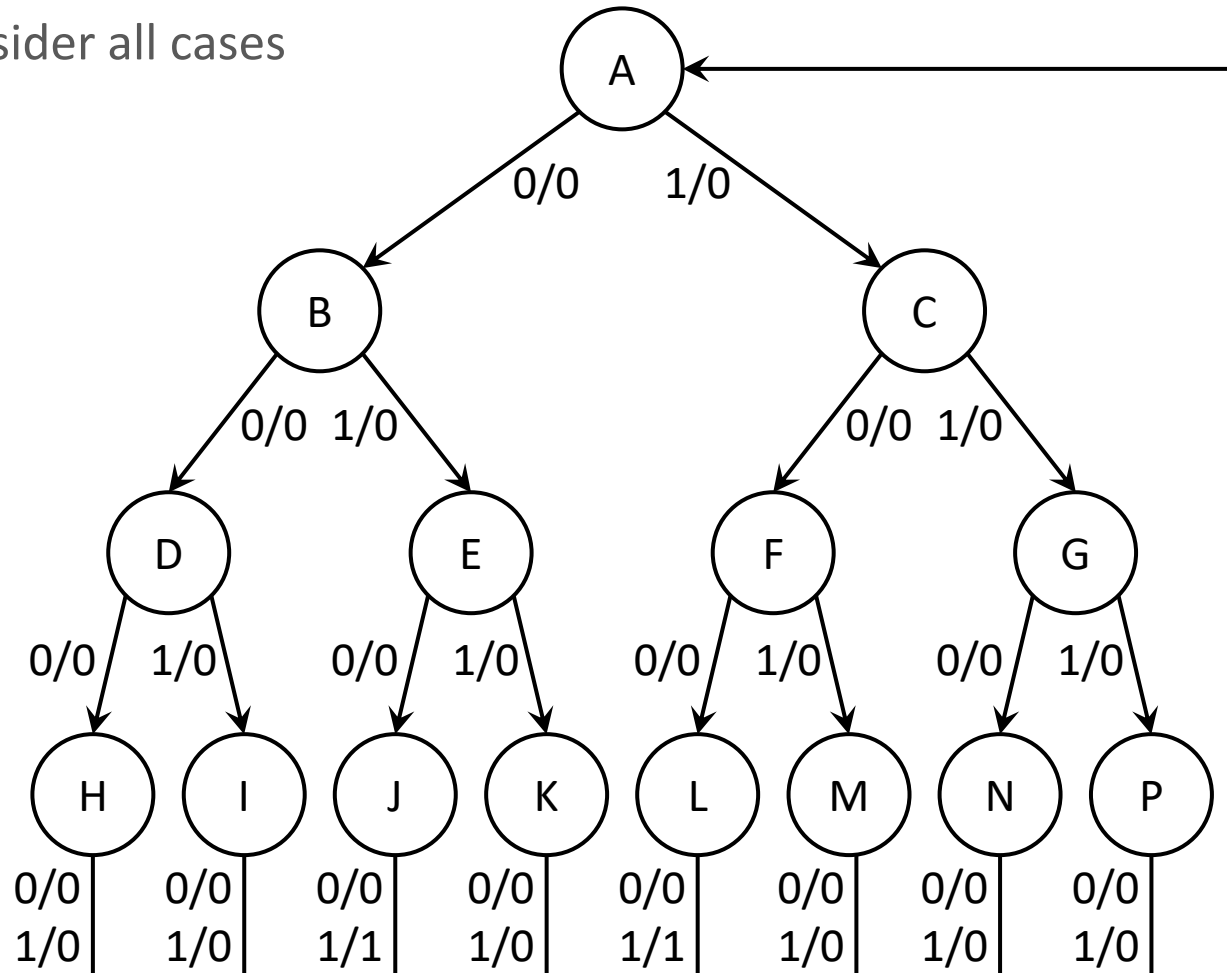 sider all cases
A
0/0 1/0
B C
0/0 1/0 0/0 1/0
D E F G
0/0 1/0 0/0 1/0 0/0 1/0 0/0 1/0
H I J K L M N P
0/0 0/0 0/0 0/0 0/0 0/0 0/0 0/0
1/0 1/0 1/1 1/0 1/1 1/0 1/0 1/0